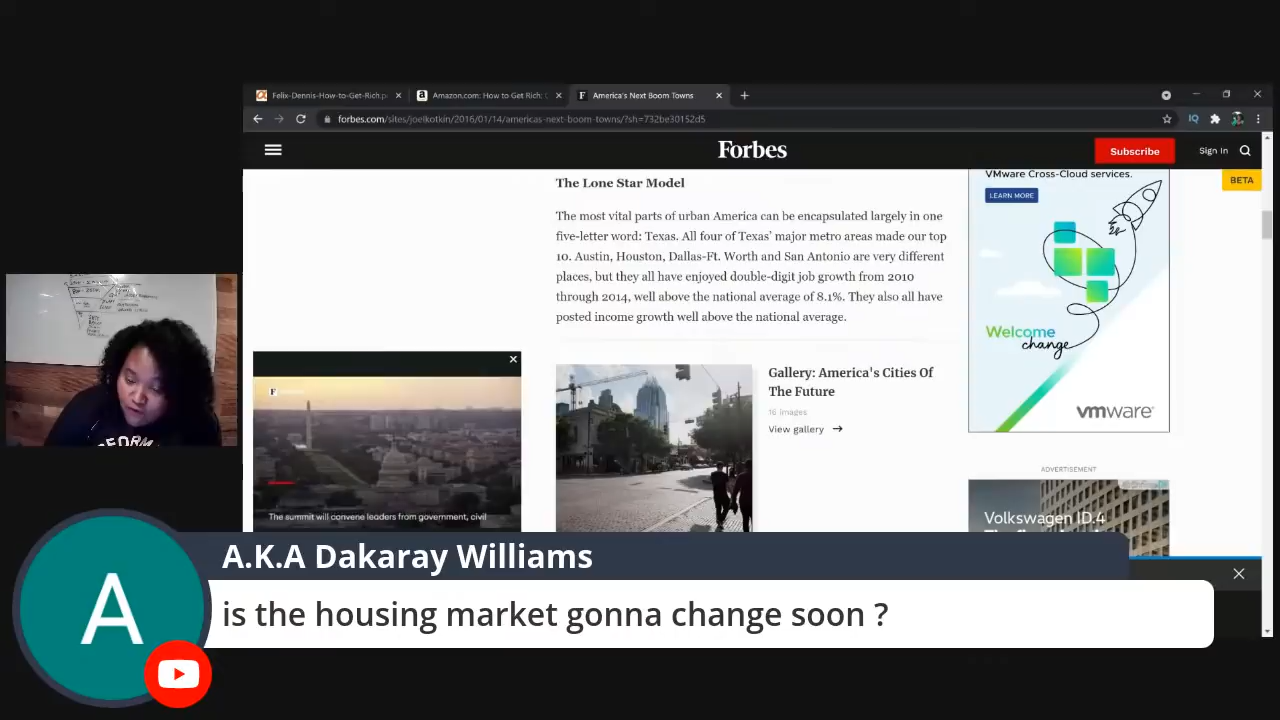 Felix-Dennis-How-to-Get-Rich.p
Amazon.com: How to Get Rich:
America's Next Boom Towns
forbes.com/sites/joelkotkin/2016/01/14/americas-next-boom-towns/?sh=732be30152d5
IQ
Forbes
Subscribe
Sign In
BETA
The Lone Star Model
The most vital parts of urban America can be encapsulated largely in one
five-letter word: Texas. All four of Texas' major metro areas made our top
10. Austin, Houston, Dallas-Ft. Worth and San Antonio are very different
places, but they all have enjoyed double-digit job growth from 2010
through 2014, well above the national average of 8.1%. They also all have
posted income growth well above the national average.
Gallery: America's Cities Of
The Future
16 images
View gallery →
VMware Cross-Cloud services.
LEARN MORE
Welcome
change
vmware
ADVERTISEMENT
Volkswagen ID.4
F
The summit will convene leaders from government, civil
A
A.K.A Dakaray Williams
is the housing market gonna change soon ?